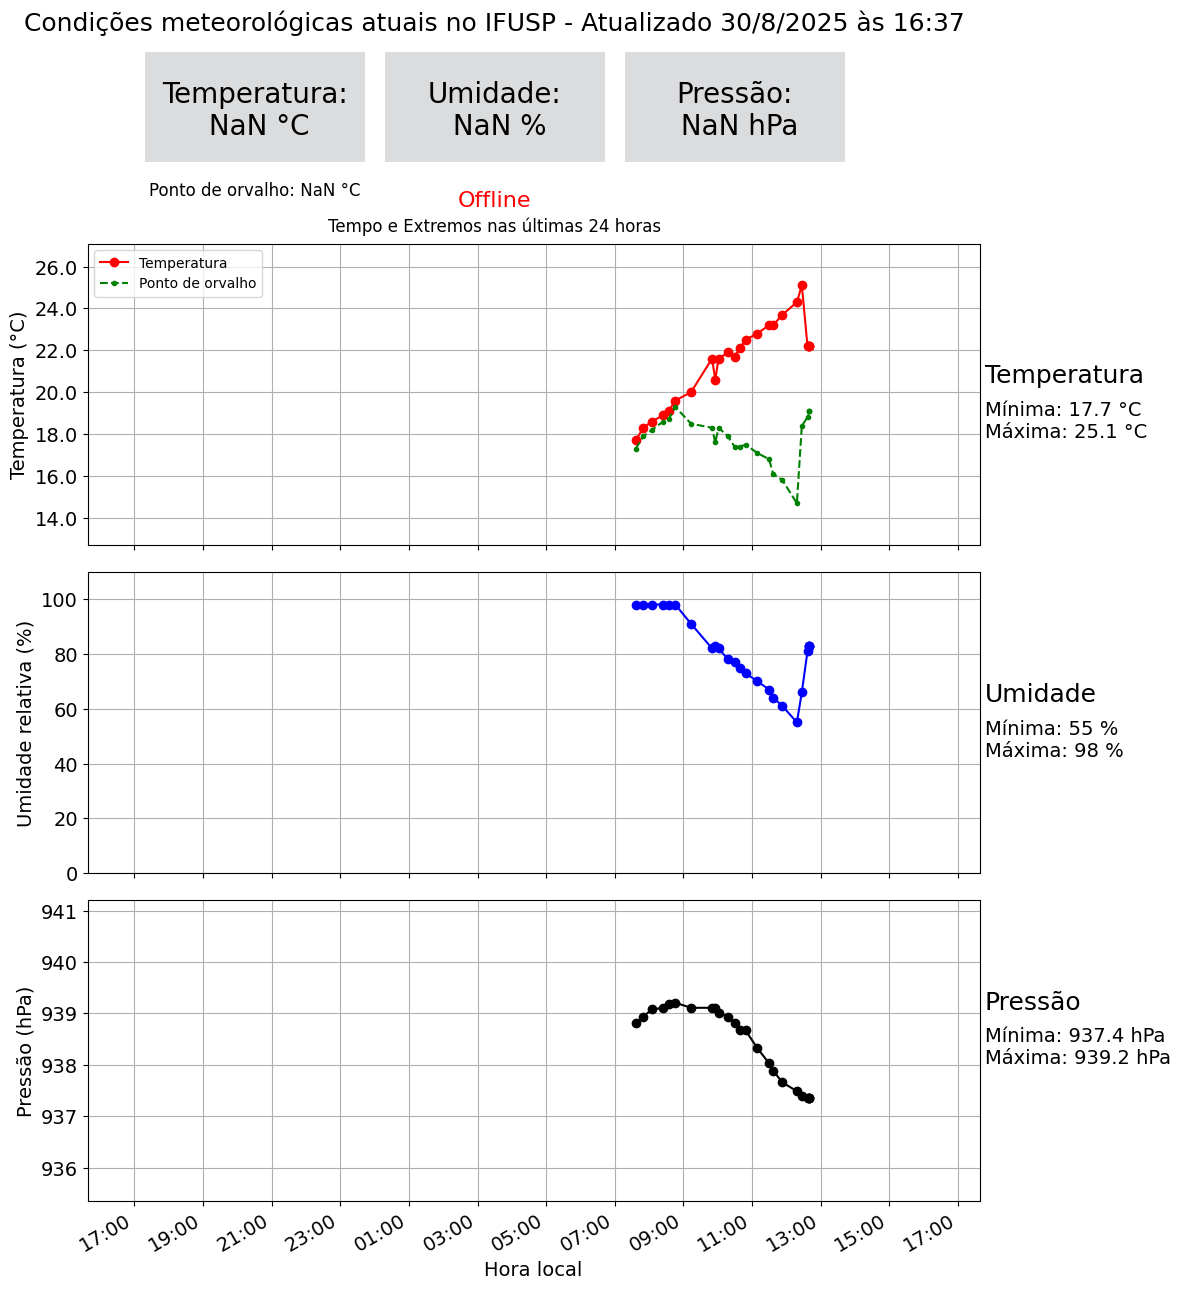 Condições meteorológicas atuais no IFUSP - Atualizado 30/8/2025 às 16:37
Temperatura:
NaN °C
Umidade:
NaN %
Pressão:
NaN hPa
Ponto de orvalho: NaN °C
Offline
Tempo e Extremos nas últimas 24 horas
Temperatura (°C)
26.0
24.0
22.0
20.0
18.0
16.0
14.0
Temperatura
Ponto de orvalho
Temperatura
Mínima: 17.7 °C
Máxima: 25.1 °C
Umidade relativa (%)
100
80
60
40
20
0
Umidade
Mínima: 55 %
Máxima: 98 %
Pressão (hPa)
941
940
939
938
937
936
Pressão
Mínima: 937.4 hPa
Máxima: 939.2 hPa
17:00 19:00 21:00 23:00 01:00 03:00 05:00 07:00 09:00 11:00 13:00 15:00 17:00
Hora local